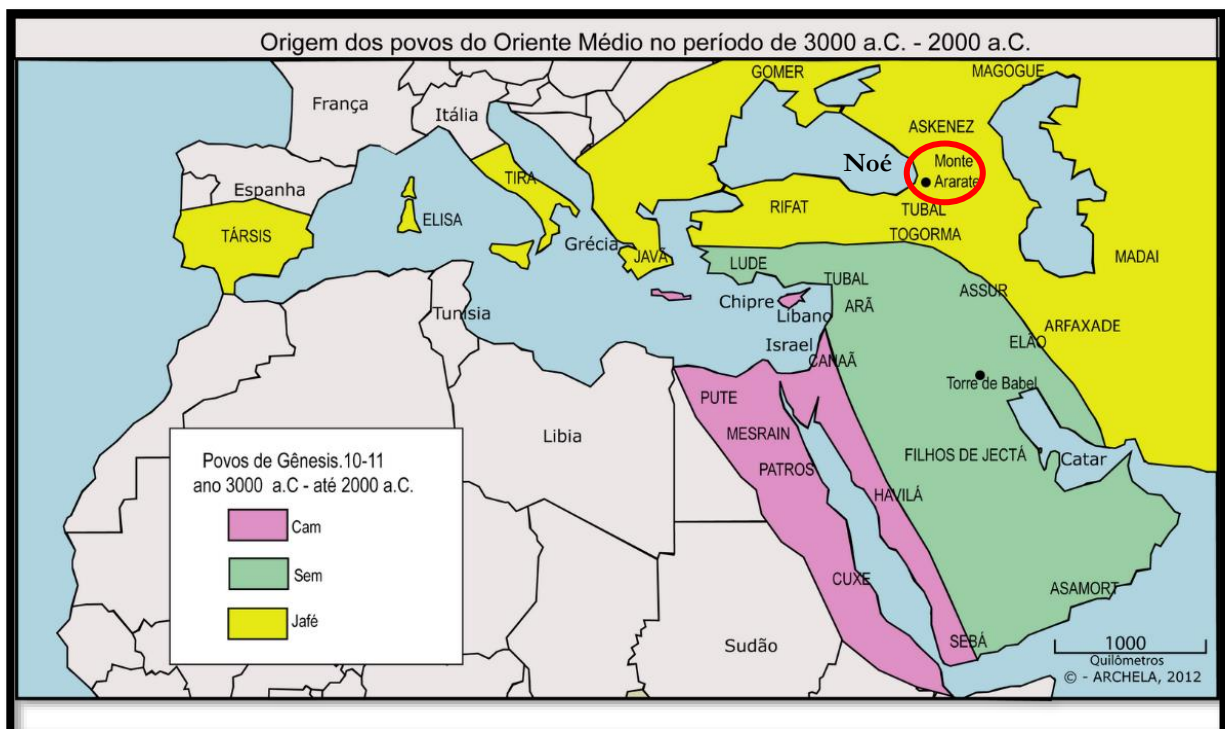 Origem dos povos do Oriente Médio no período de 3000 a.C. - 2000 a.C.
GOMER
MAGOGUE
França
Itália
ASKENEZ
Noé
Monte
Ararate
Espanha
TIRA
RIFAT
TUBAL
TÁRSIS
ELISA
Grécia
JAVÃ
TOGORMA
LUDE
MADAI
TUBAL
ASSUR
Chipre
ARÃ
Tunísia
Líbano
ARFAXADE
Israel
ELÃO
CANAÃ
Torre de Babel
PUTE
MESRAIN
Libia
FILHOS DE JECTÁ
Catar
PATROS
HAVILÁ
CUXE
ASAMORT
Sudão
SEBÁ
Povos de Gênesis.10-11
ano 3000 a.C - até 2000 a.C.
Cam
Sem
Jafé
1000
Quilômetros
© - ARCHELA, 2012